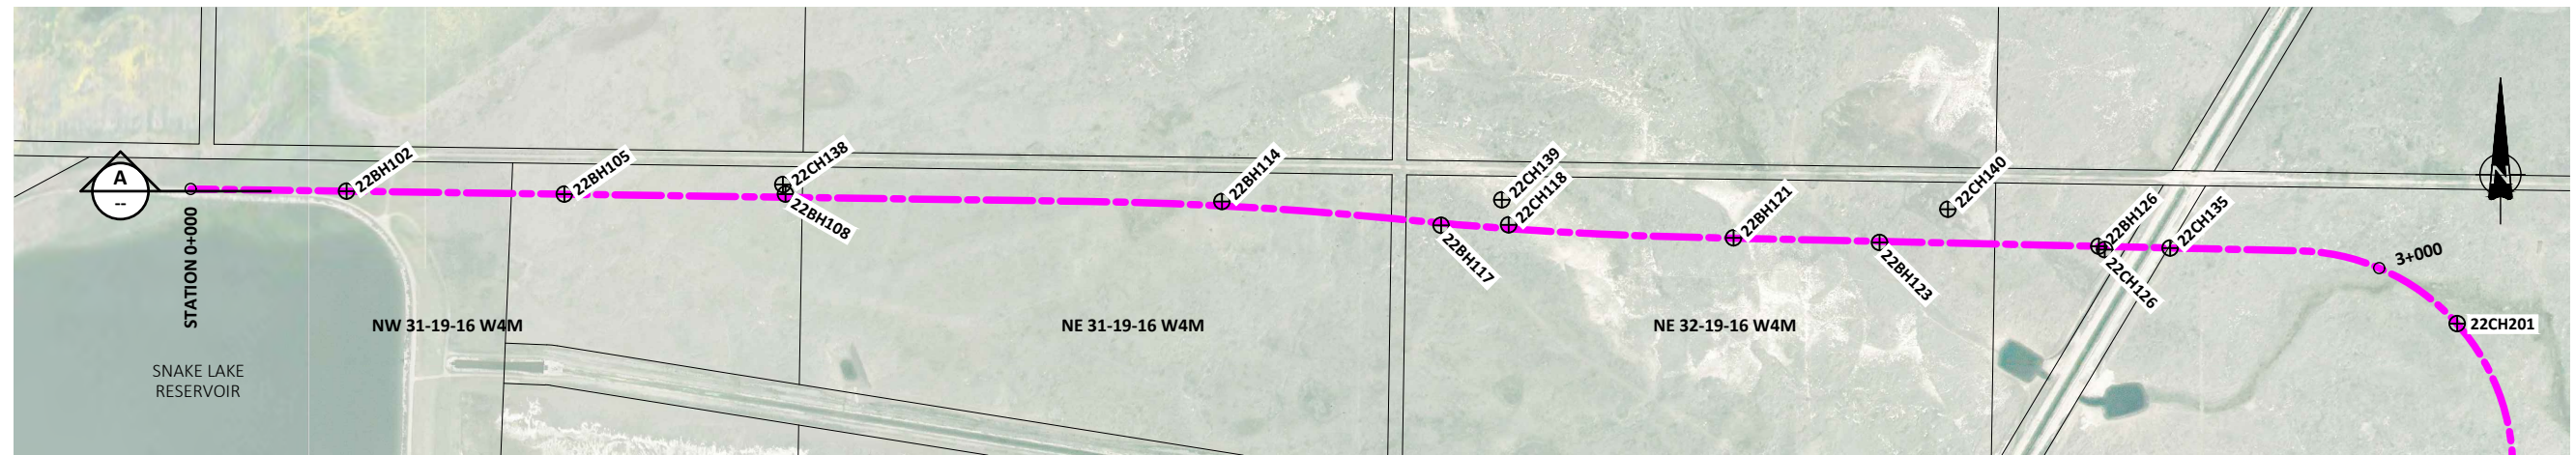 A
--
STATION 0+000
22BH102
22BH105
22CH138
22BH108
22BH114
22BH117
22CH139
22CH118
22BH121
22BH123
22CH140
22BH126
22CH126
22CH135
3+000
22CH201
N
NW 31-19-16 W4M
NE 31-19-16 W4M
NE 32-19-16 W4M
SNAKE LAKE
RESERVOIR